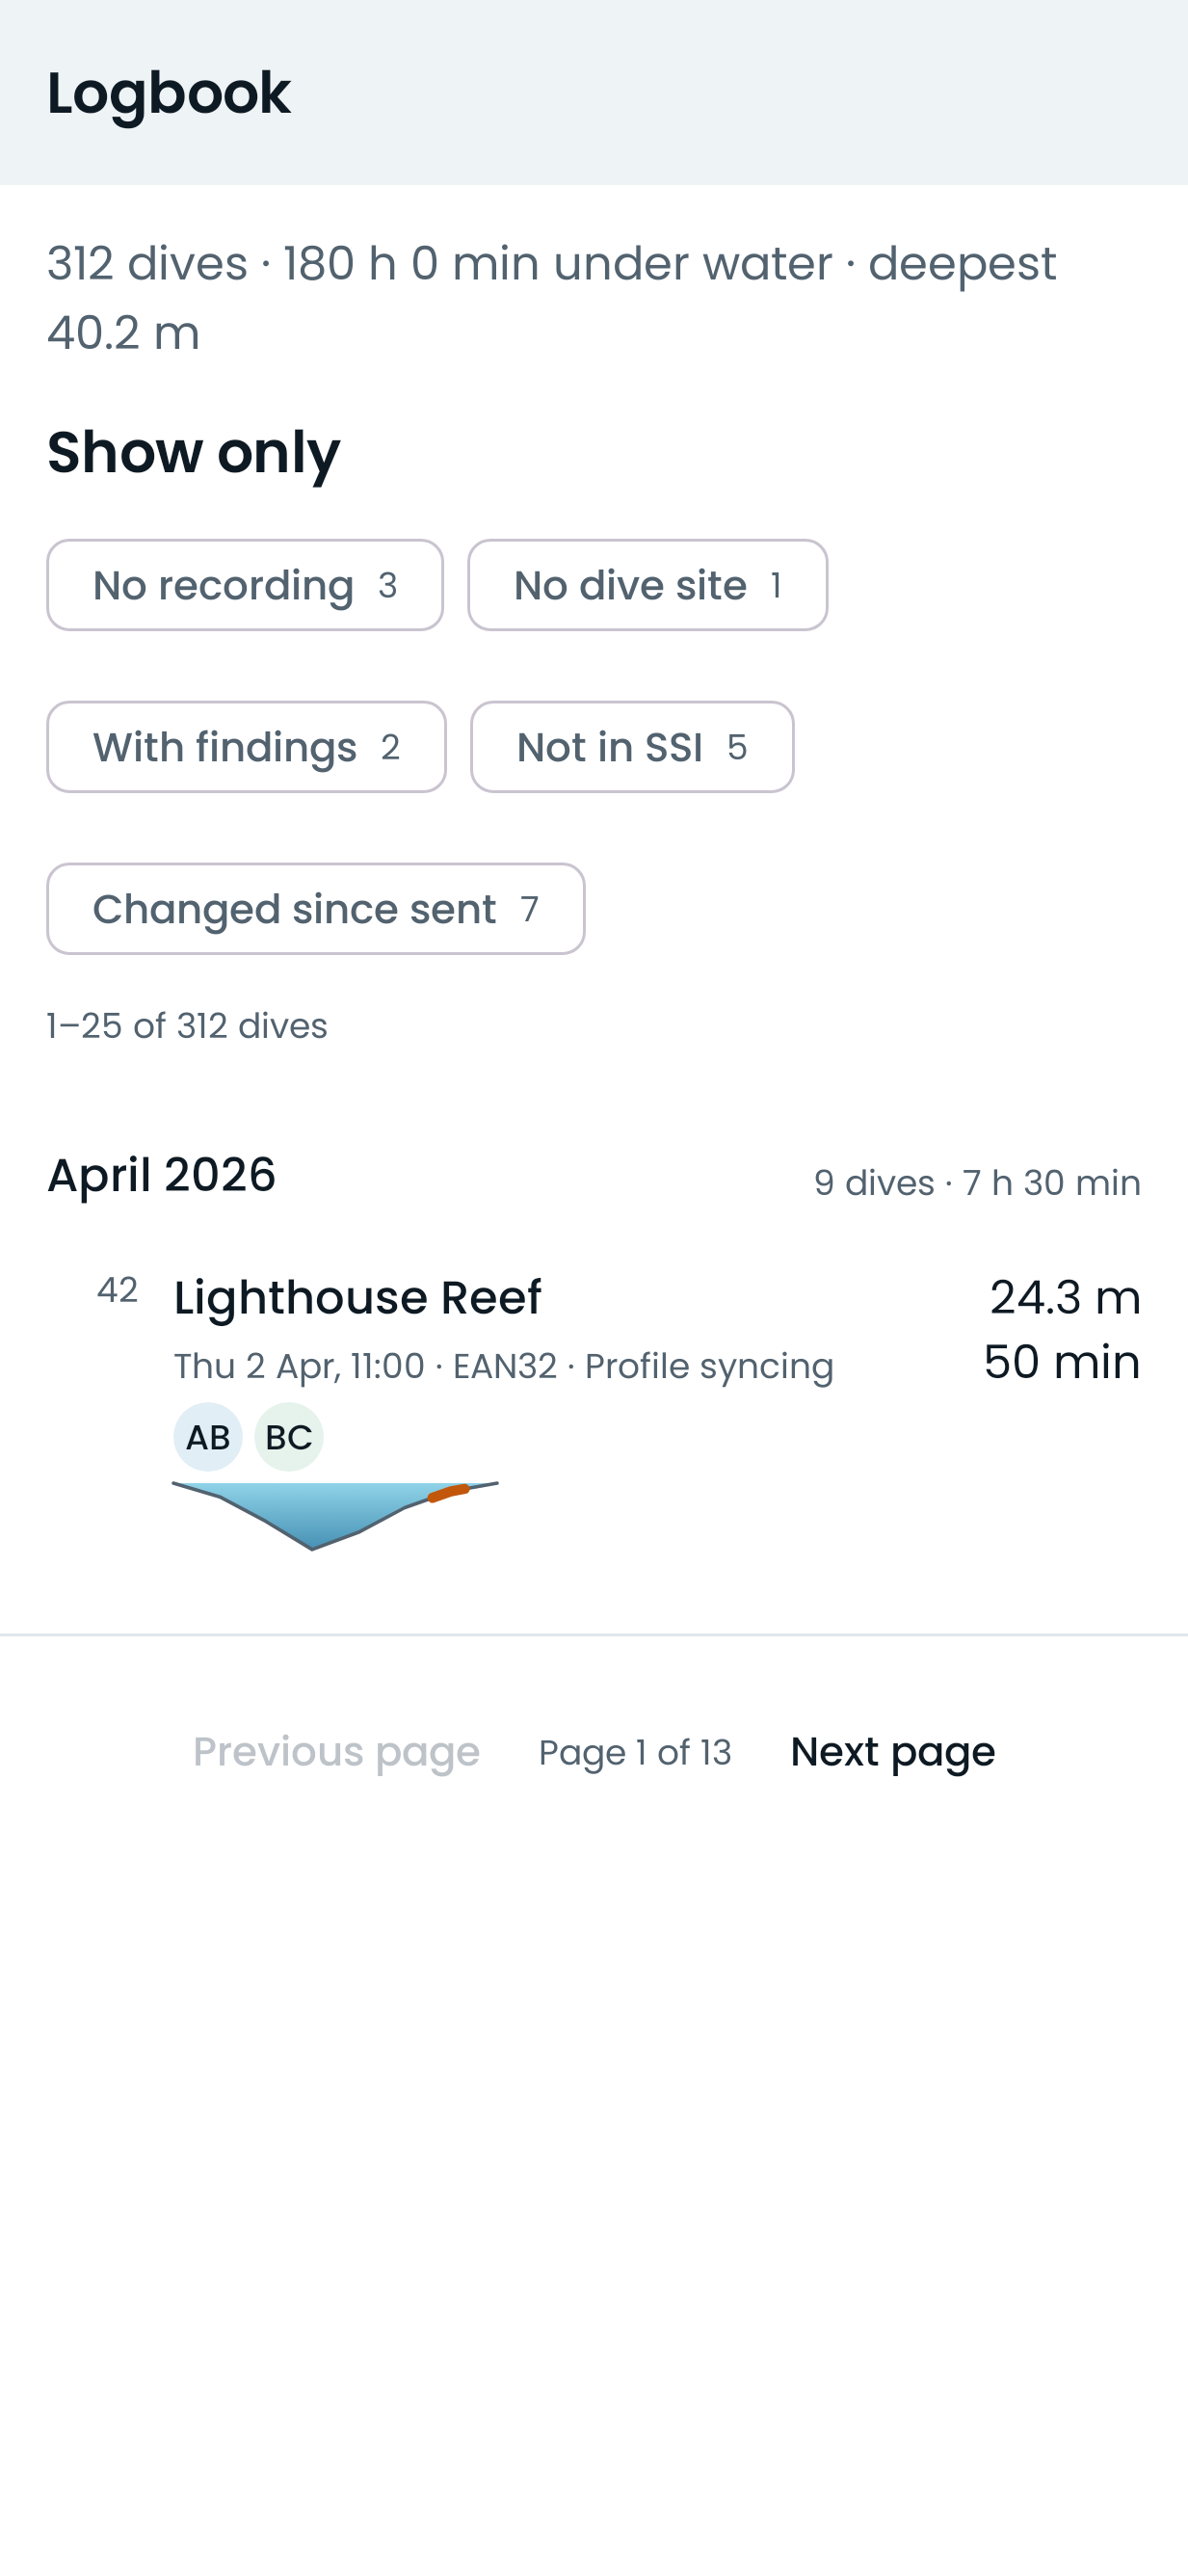 Logbook
312 dives · 180 h 0 min under water · deepest
40.2 m
Show only
No recording 3
No dive site 1
With findings 2
Not in SSI 5
Changed since sent 7
1–25 of 312 dives
April 2026
9 dives · 7 h 30 min
42
Lighthouse Reef
24.3 m
Thu 2 Apr, 11:00 · EAN32 · Profile syncing
50 min
AB
BC
Previous page
Page 1 of 13
Next page